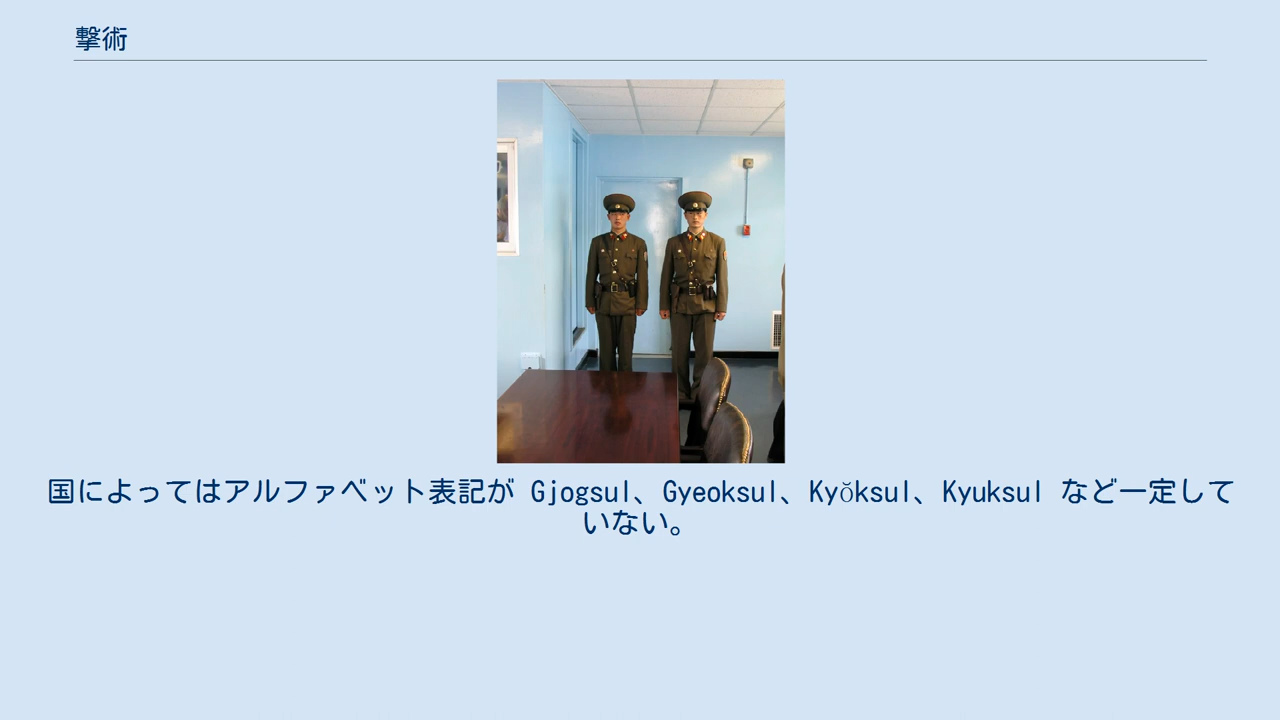 撃術
国によってはアルファベット表記が Gjogsul、Gyeoksul、Kyŏksul、Kyuksul など一定して
いない。